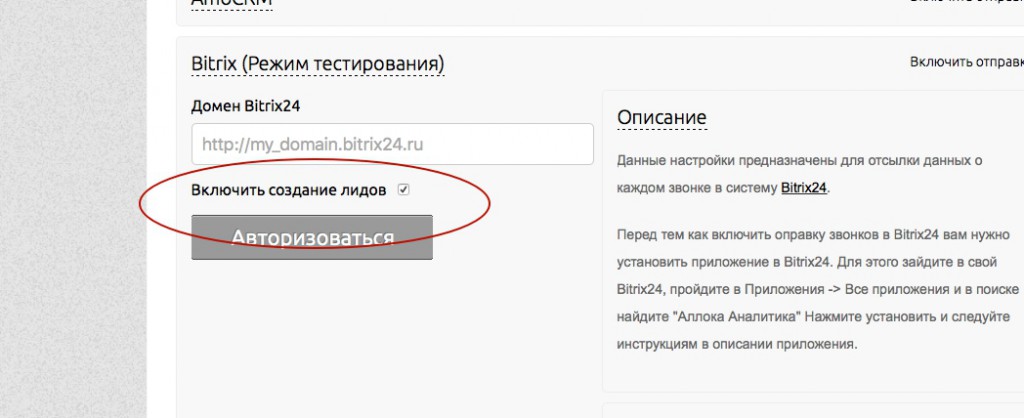 AmoCRM
Bitrix (Режим тестирования)
Включить отправк
Домен Bitrix24
http://my_domain.bitrix24.ru
Включить создание лидов
Авторизоваться
Описание
Данные настройки предназначены для отсылки данных о
каждом звонке в систему Bitrix24.
Перед тем как включить оправку звонков в Bitrix24 вам нужно
установить приложение в Bitrix24. Для этого зайдите в свой
Bitrix24, пройдите в Приложения -> Все приложения и в поиске
найдите "Аллока Аналитика" Нажмите установить и следуйте
инструкциям в описании приложения.